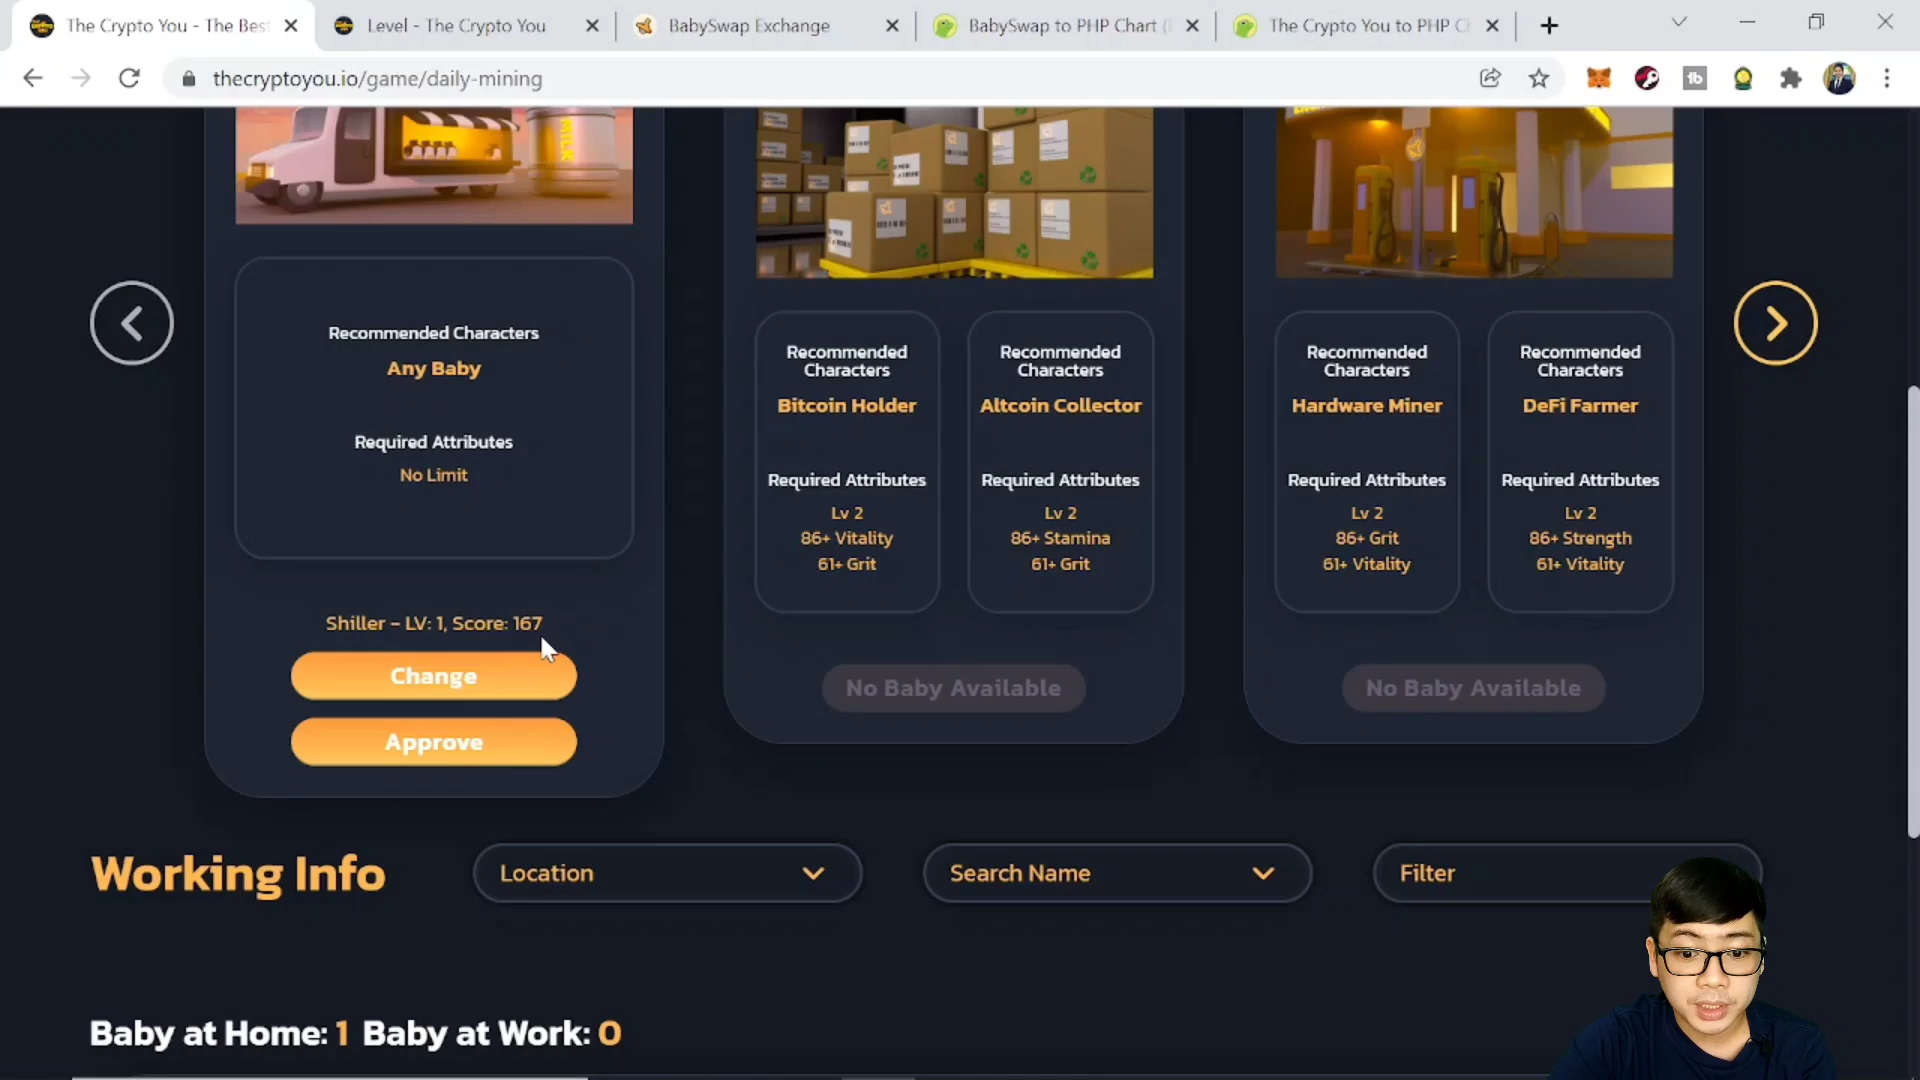 The Crypto You - The Best
Level - The Crypto You
BabySwap Exchange
BabySwap to PHP Chart (
The Crypto You to PHP C
thecryptoyou.io/game/daily-mining
MILK
Recommended Characters
Any Baby
Required Attributes
No Limit
Shiller – LV: 1, Score: 167
Change
Approve
Recommended
Characters
Bitcoin Holder
Required Attributes
Lv 2
86+ Vitality
61+ Grit
Recommended
Characters
Altcoin Collector
Required Attributes
Lv 2
86+ Stamina
61+ Grit
No Baby Available
Recommended
Characters
Hardware Miner
Required Attributes
Lv 2
86+ Grit
61+ Vitality
Recommended
Characters
DeFi Farmer
Required Attributes
Lv 2
86+ Strength
61+ Vitality
No Baby Available
Working Info
Location
Search Name
Filter
Baby at Home: 1 Baby at Work: 0